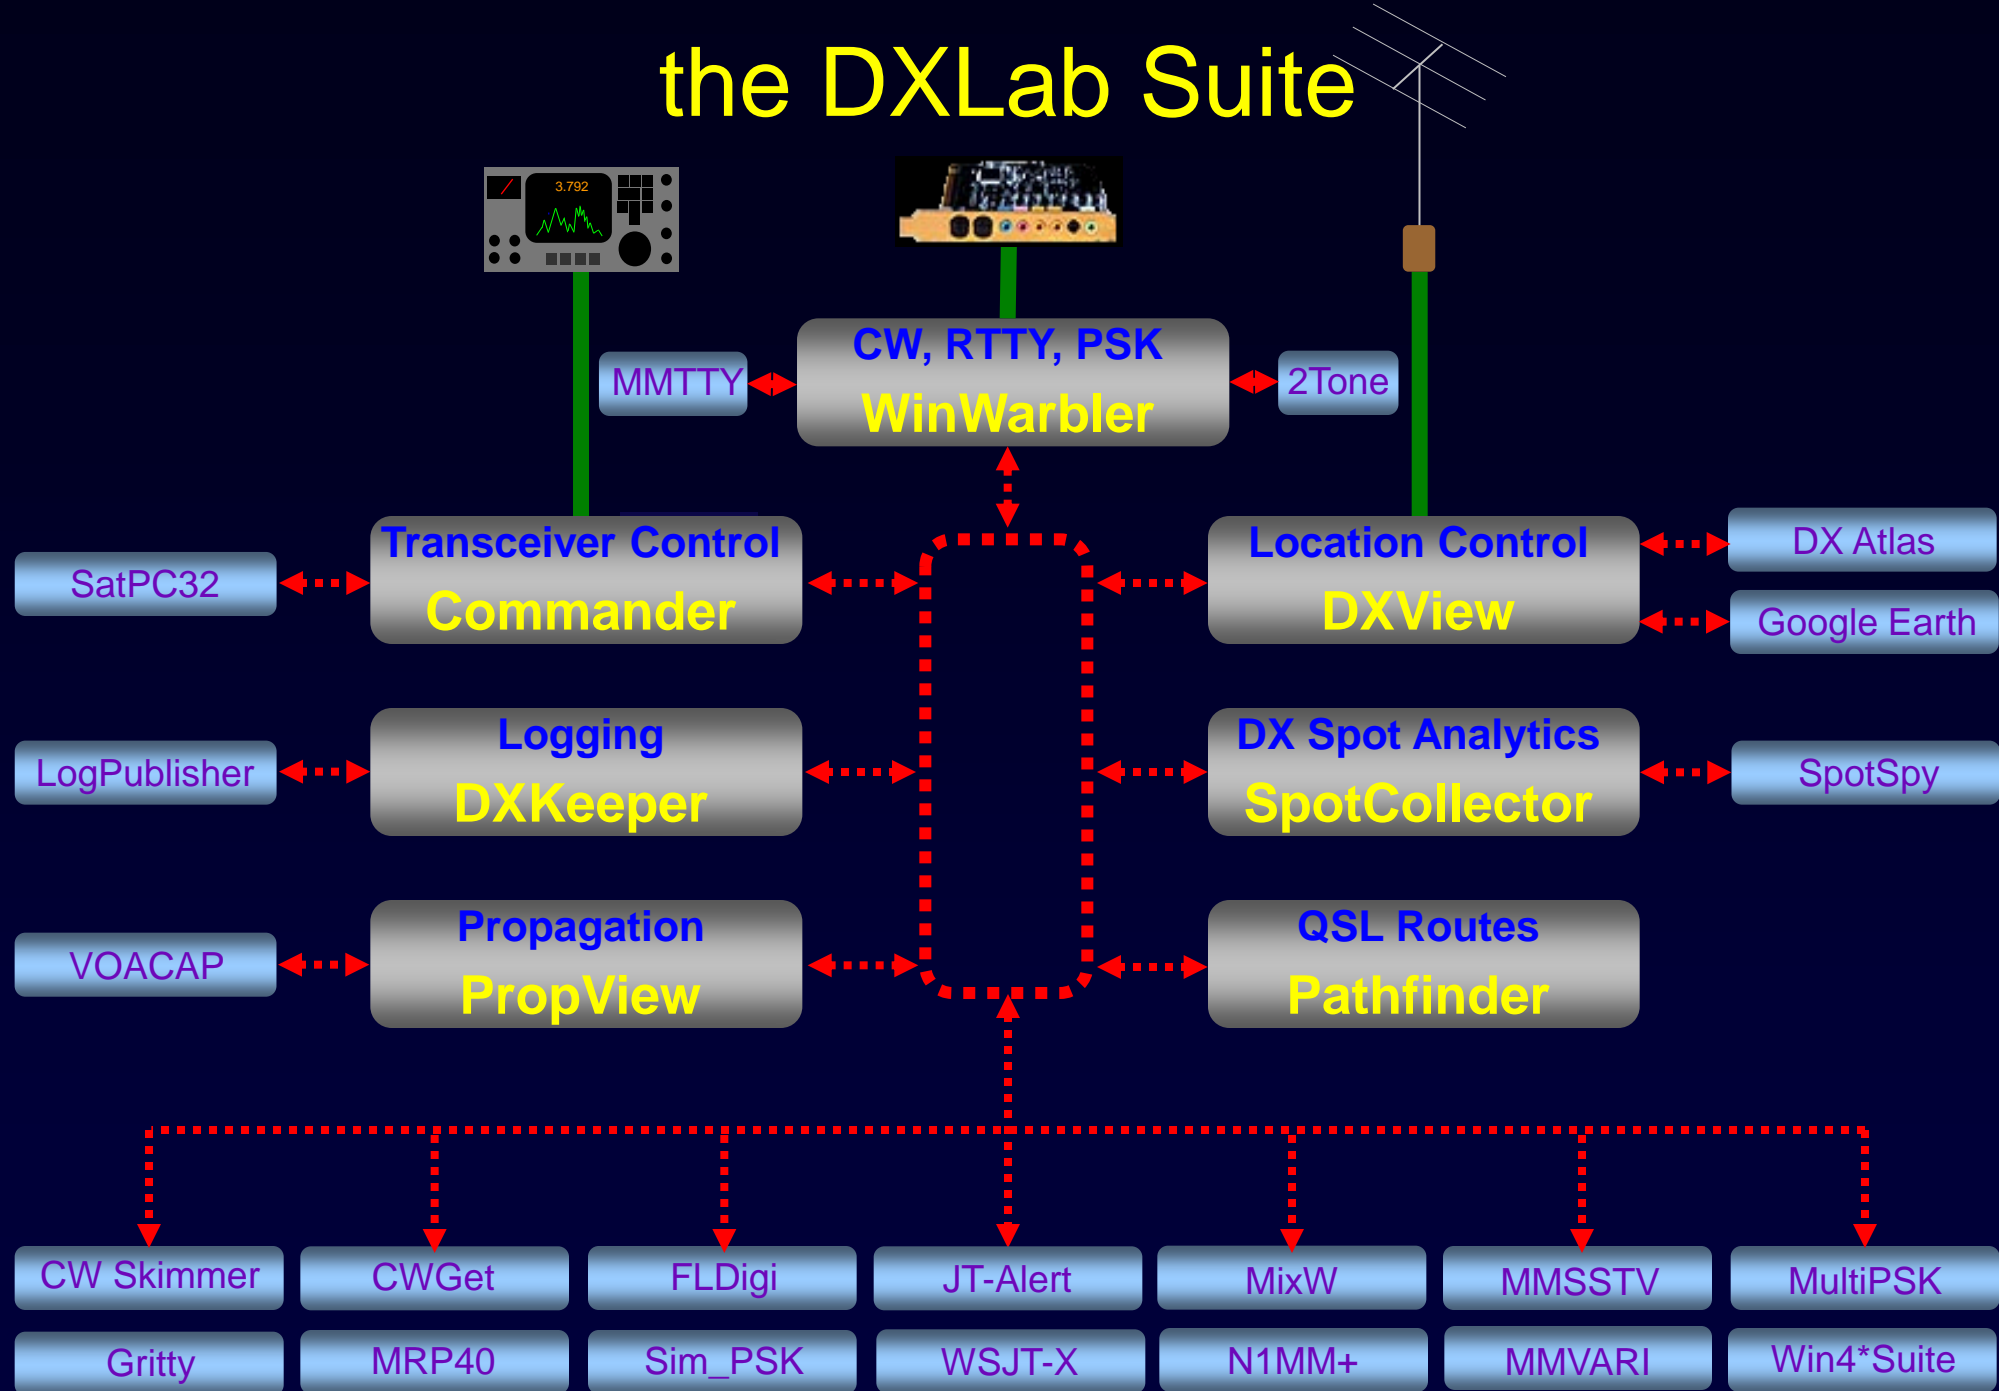 the DXLab Suite
3.792
CW, RTTY, PSK
WinWarbler
MMTTY
2Tone
Transceiver Control
Commander
SatPC32
Location Control
DXView
DX Atlas
Google Earth
Logging
DXKeeper
LogPublisher
DX Spot Analytics
SpotCollector
SpotSpy
Propagation
PropView
VOACAP
QSL Routes
Pathfinder
CW Skimmer
CWGet
FLDigi
JT-Alert
MixW
MMSSTV
MultiPSK
Gritty
MRP40
Sim_PSK
WSJT-X
N1MM+
MMVARI
Win4*Suite